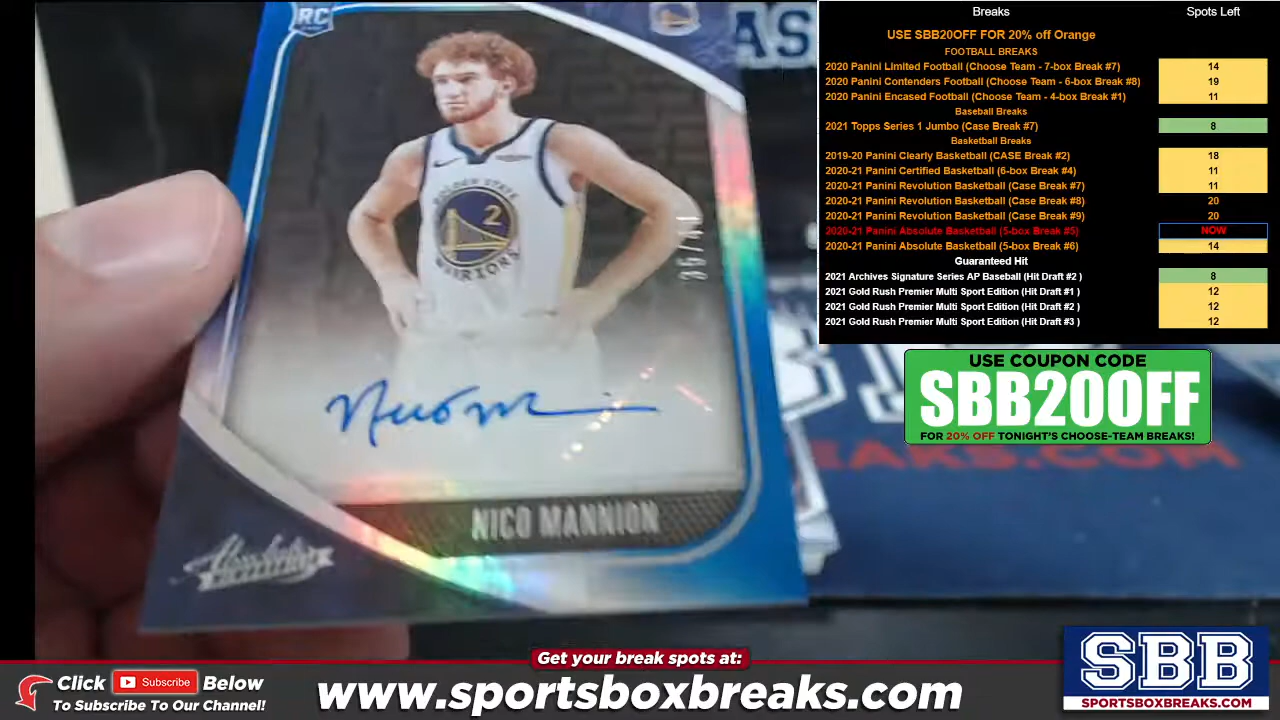 RC
AS
GOLDEN STATE
2
WARRIORS
NICO MANNION
Absolute
EAKS.COM
Breaks Spots Left
USE SBB20OFF FOR 20% off Orange
FOOTBALL BREAKS
2020 Panini LImited Football (Choose Team - 7-box Break #7) 14
2020 Panini Contenders Football (Choose Team - 6-box Break #8) 19
2020 Panini Encased Football (Choose Team - 4-box Break #1) 11
Baseball Breaks
2021 Topps Series 1 Jumbo (Case Break #7) 8
Basketball Breaks
2019-20 Panini Clearly Basketball (CASE Break #2) 18
2020-21 Panini Certified Basketball (6-box Break #4) 11
2020-21 Panini Revolution Basketball (Case Break #7) 11
2020-21 Panini Revolution Basketball (Case Break #8) 20
2020-21 Panini Revolution Basketball (Case Break #9) 20
2020-21 Panini Absolute Basketball (5-box Break #5) NOW
2020-21 Panini Absolute Basketball (5-box Break #6) 14
Guaranteed Hit
2021 Archives Signature Series AP Baseball (Hit Draft #2 ) 8
2021 Gold Rush Premier Multi Sport Edition (Hit Draft #1 ) 12
2021 Gold Rush Premier Multi Sport Edition (Hit Draft #2 ) 12
2021 Gold Rush Premier Multi Sport Edition (Hit Draft #3 ) 12
USE COUPON CODE
SBB20OFF
FOR 20% OFF TONIGHT'S CHOOSE-TEAM BREAKS!
Get your break spots at:
Click Subscribe Below
To Subscribe To Our Channel!
www.sportsboxbreaks.com
SBB
SPORTSBOXBREAKS.COM